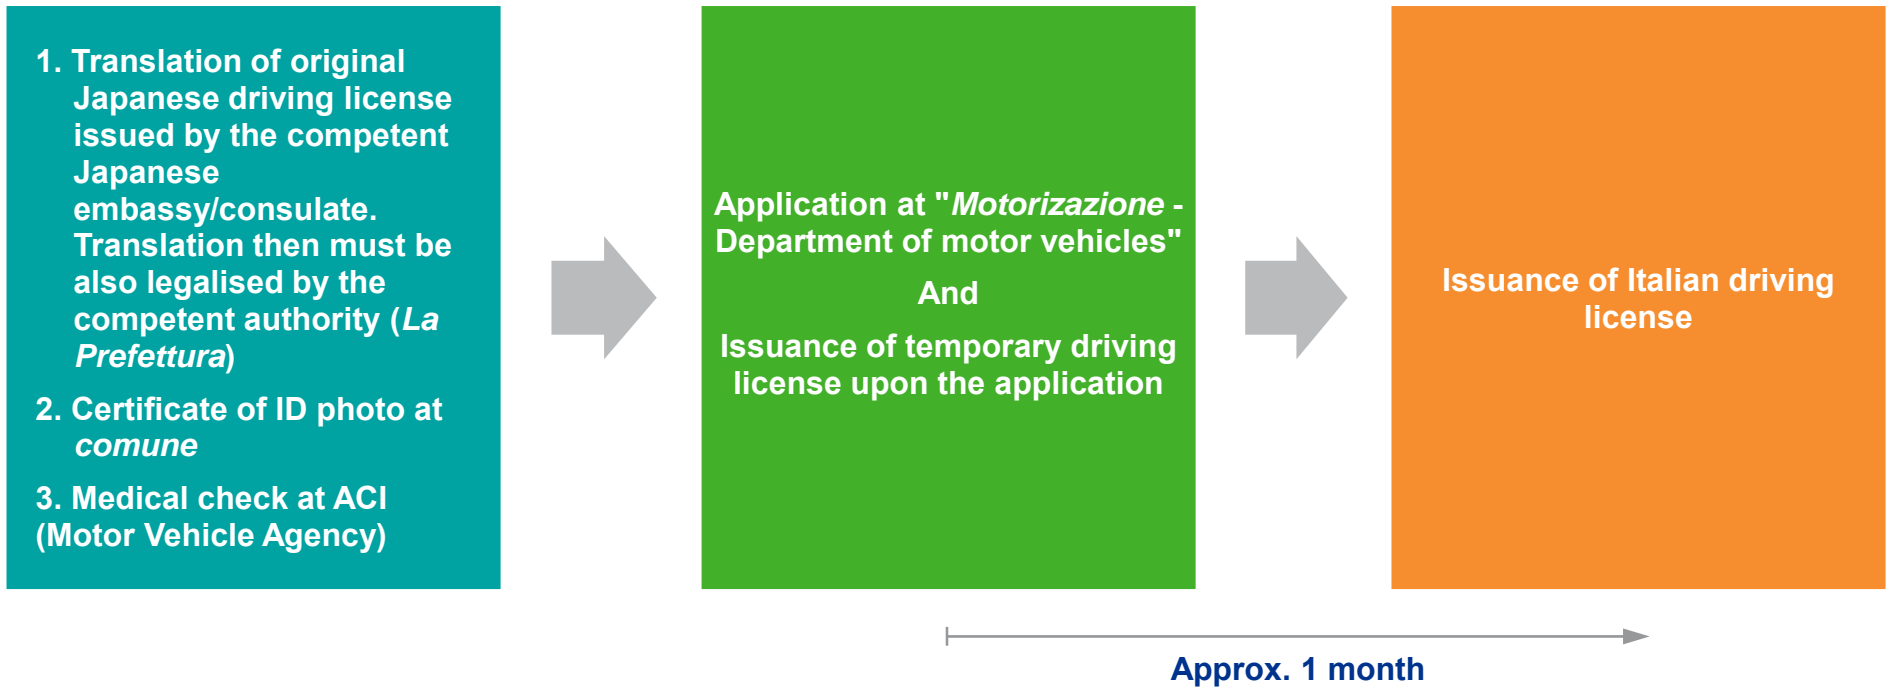 1. Translation of original
Japanese driving license
issued by the competent
Japanese
embassy/consulate.
Translation then must be
also legalised by the
competent authority (La
Prefettura)
2. Certificate of ID photo at
comune
3. Medical check at ACI
(Motor Vehicle Agency)
Application at "Motorizazione -
Department of motor vehicles"
And
Issuance of temporary driving
license upon the application
Issuance of Italian driving
license
Approx. 1 month